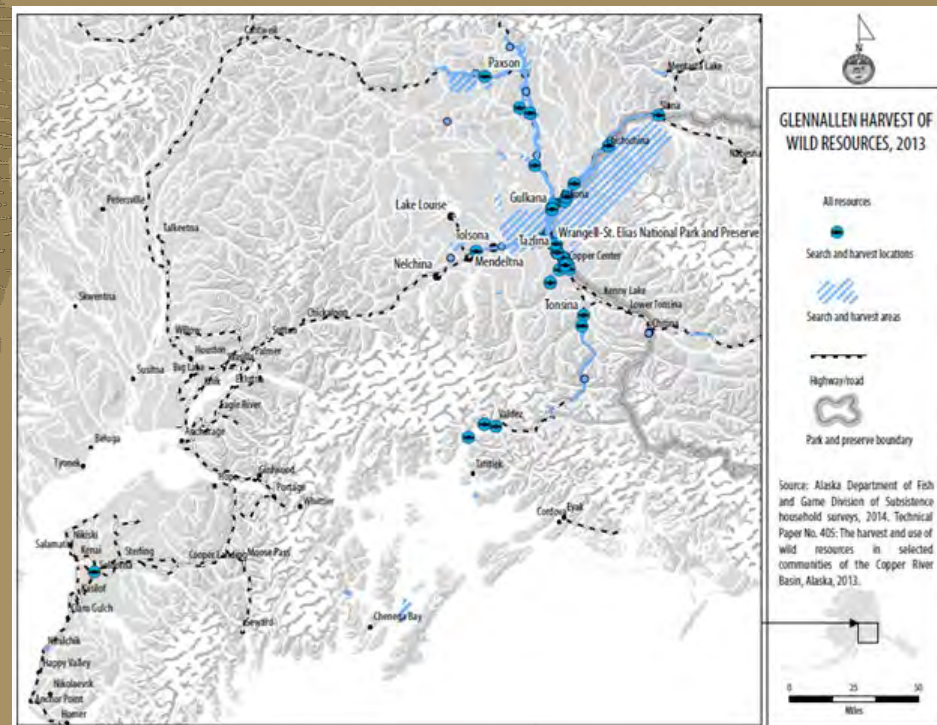 Cantwell
Paxson
Mentasta Lake
Slana
Chistochina
Nabesna
Petersville
Gulkana
Gakona
Lake Louise
Talkeetna
Tolsona
Tazlina
Wrangell-St. Elias National Park and Preserve
Mendeltna
Copper Center
Nelchina
Kenny Lake
Skwentna
Tonsina
Lower Tonsina
Chickaloon
Chitina
Willow
Sutton
Houston
Palmer
Wasilla
Big Lake
Susitna
Knik
Eklutna
Eagle River
Valdez
Beluga
Anchorage
Tatitlek
Tyonek
Hope
Girdwood
Portage
Whittier
Eyak
Cordova
Nikiski
Salamatof
Kenai
Sterling
Cooper Landing
Moose Pass
Soldotna
Kasilof
Clam Gulch
Chenega Bay
Seward
Ninilchik
Happy Valley
Nikolaevsk
Anchor Point
Homer
N
GLENNALLEN HARVEST OF
WILD RESOURCES, 2013
All resources
Search and harvest locations
Search and harvest areas
Highway/road
Park and preserve boundary
Source: Alaska Department of Fish
and Game Division of Subsistence
household surveys, 2014. Technical
Paper No. 405: The harvest and use of
wild resources in selected
communities of the Copper River
Basin, Alaska, 2013.
0 25 50
Miles